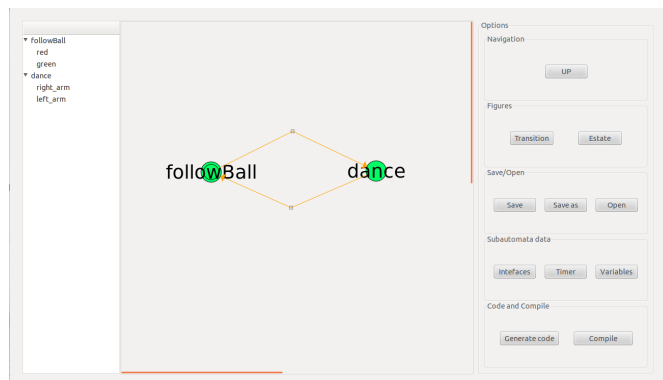 followBall
red
green
dance
right_arm
left_arm
followBall
dance
Options
Navigation
UP
Figures
Transition
Estate
Save/Open
Save
Save as
Open
Subautomata data
Intefaces
Timer
Variables
Code and Compile
Generate code
Compile